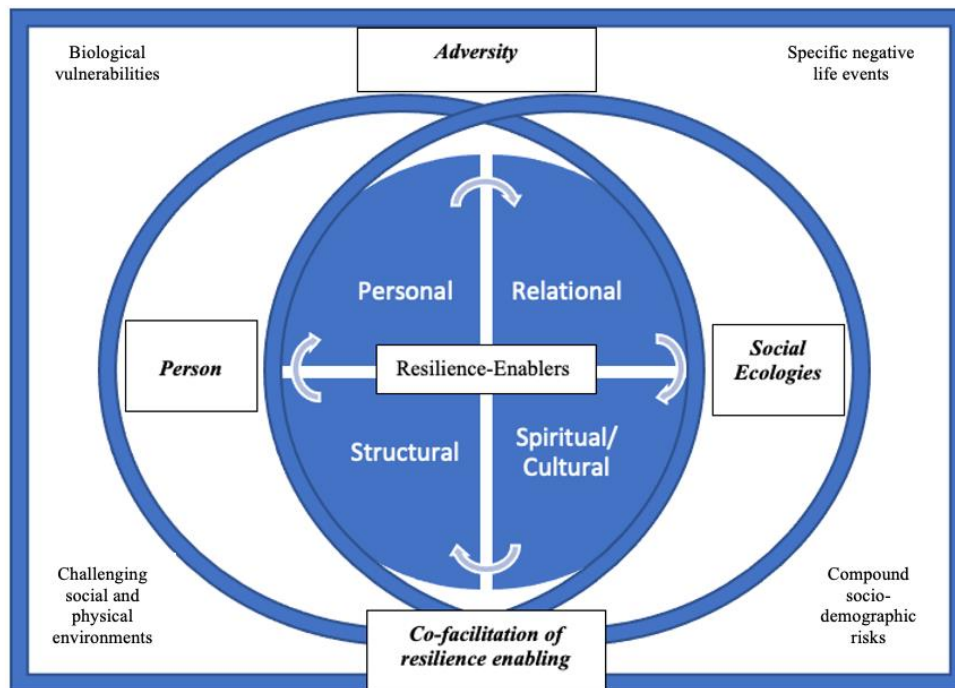 Biological
vulnerabilities
Adversity
Specific negative
life events
Personal
Relational
Person
Resilience-Enablers
Social
Ecologies
Structural
Spiritual/
Cultural
Challenging
social and
physical
environments
Compound
socio-
demographic
risks
Co-facilitation of
resilience enabling